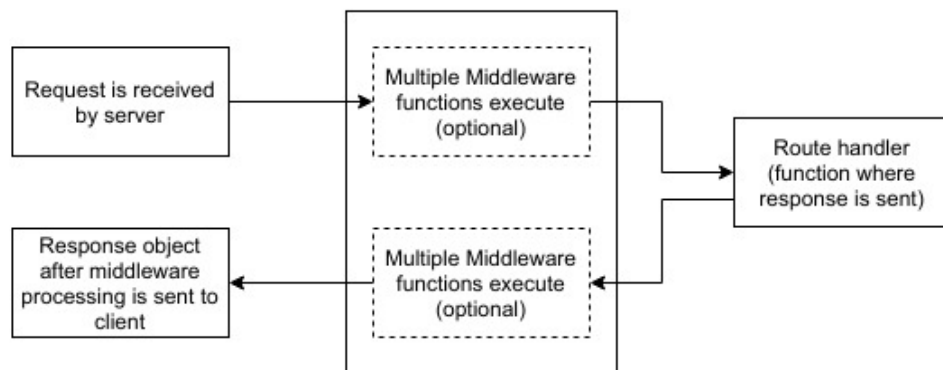 Request is received
by server
Multiple Middleware
functions execute
(optional)
Route handler
(function where
response is sent)
Response object
after middleware
processing is sent to
client
Multiple Middleware
functions execute
(optional)